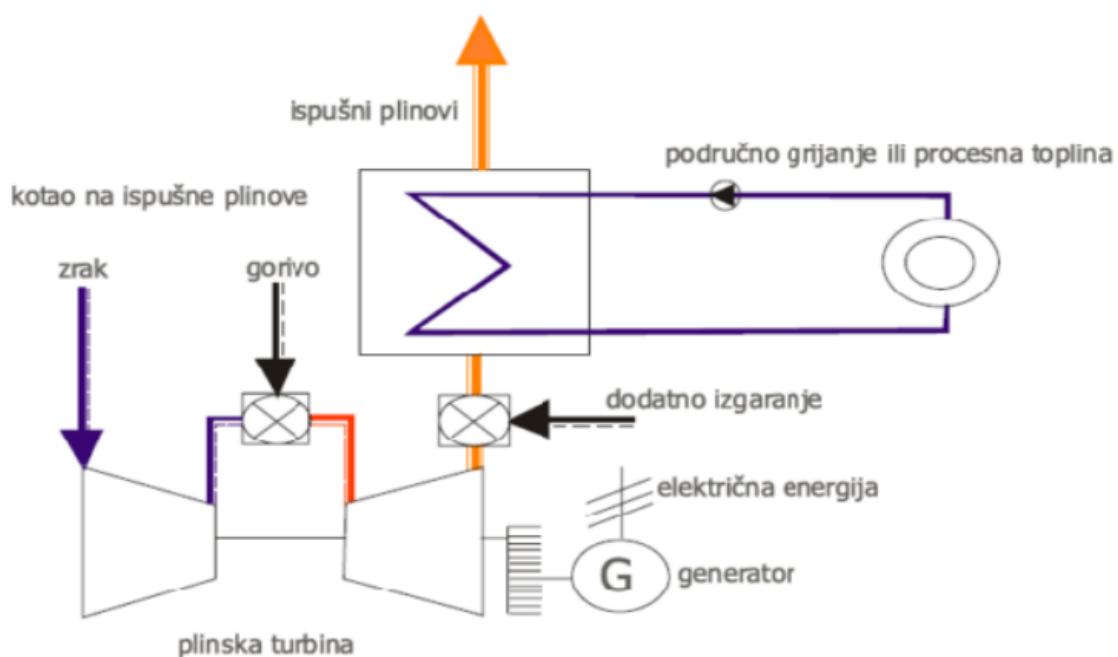 ispušni plinovi
područno grijanje ili procesna toplina
kotao na ispušne plinove
zrak
gorivo
dodatno izgaranje
električna energija
G
generator
plinska turbina